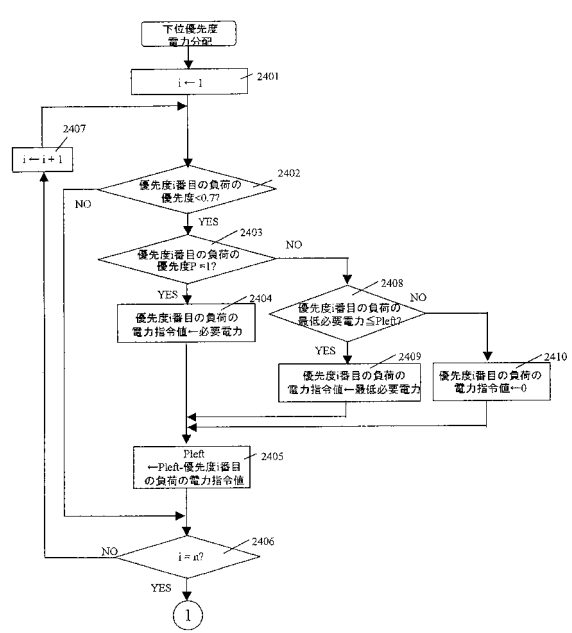 下位優先度
電力分配
2401
i ← 1
2407
i ← i + 1
2402
優先度i番目の負荷の
優先度<0.7?
NO
YES
2403
優先度i番目の負荷の
優先度P =1?
NO
YES
2404
優先度i番目の負荷の
電力指令値←必要電力
2408
優先度i番目の負荷の
最低必要電力≦Pleft?
NO
YES
2409
優先度i番目の負荷の
電力指令値←最低必要電力
2410
優先度i番目の負荷の
電力指令値←0
Pleft
←Pleft-優先度i番目
の負荷の電力指令値
2405
2406
i = n?
NO
YES
1